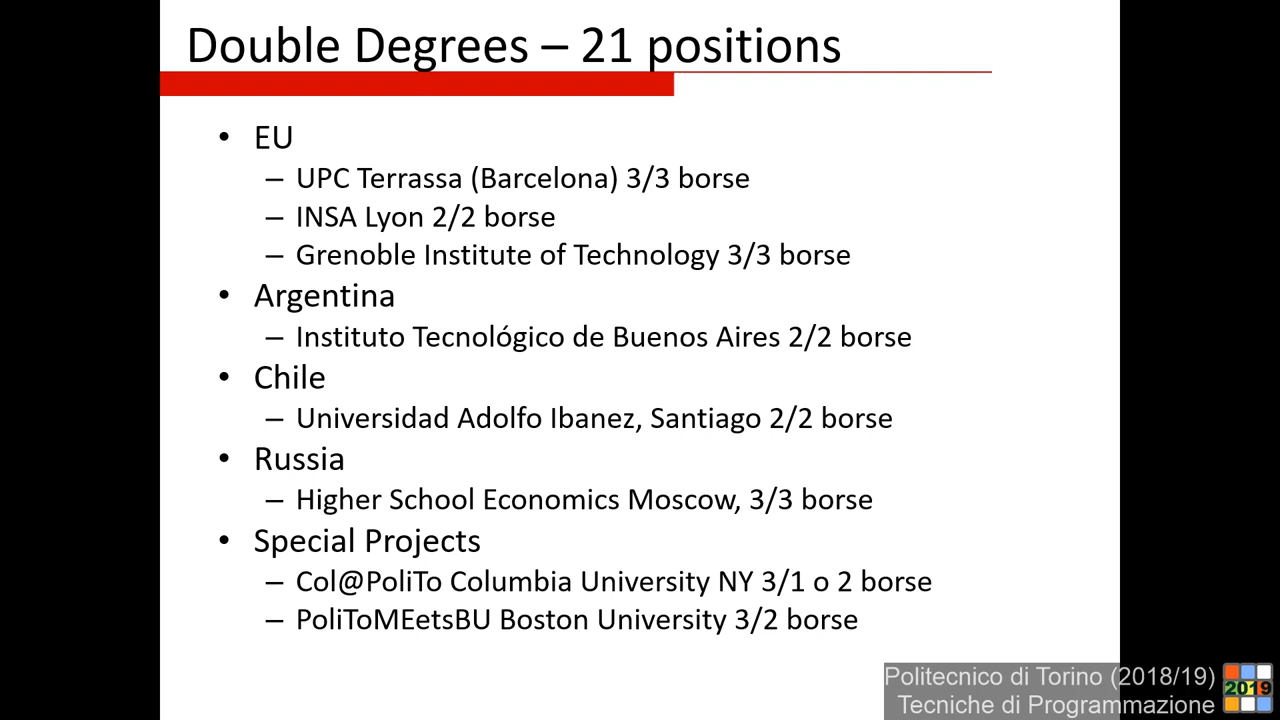 Double Degrees – 21 positions
• EU
– UPC Terrassa (Barcelona) 3/3 borse
– INSA Lyon 2/2 borse
– Grenoble Institute of Technology 3/3 borse
• Argentina
– Instituto Tecnológico de Buenos Aires 2/2 borse
• Chile
– Universidad Adolfo Ibanez, Santiago 2/2 borse
• Russia
– Higher School Economics Moscow, 3/3 borse
• Special Projects
– Col@PoliTo Columbia University NY 3/1 o 2 borse
– PoliToMEetsBU Boston University 3/2 borse
Politecnico di Torino (2018/19)
Tecniche di Programmazione
2019